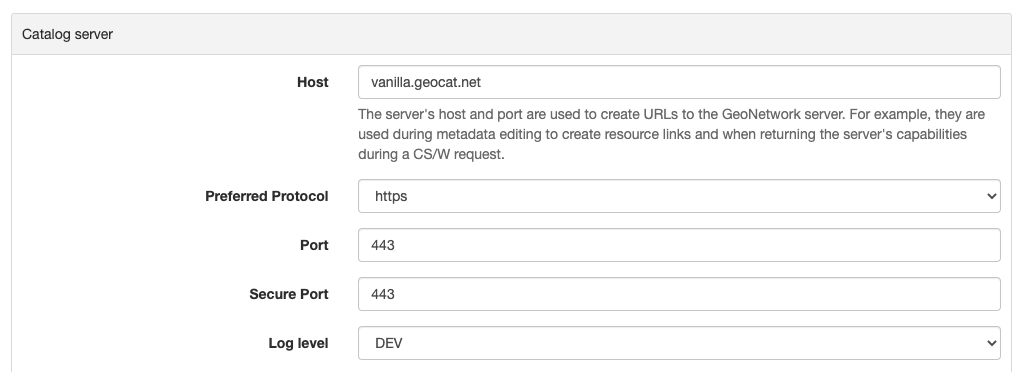 Catalog server
Host vanilla.geocat.net
The server's host and port are used to create URLs to the GeoNetwork server. For example, they are
used during metadata editing to create resource links and when returning the server's capabilities
during a CS/W request.
Preferred Protocol https
Port 443
Secure Port 443
Log level DEV